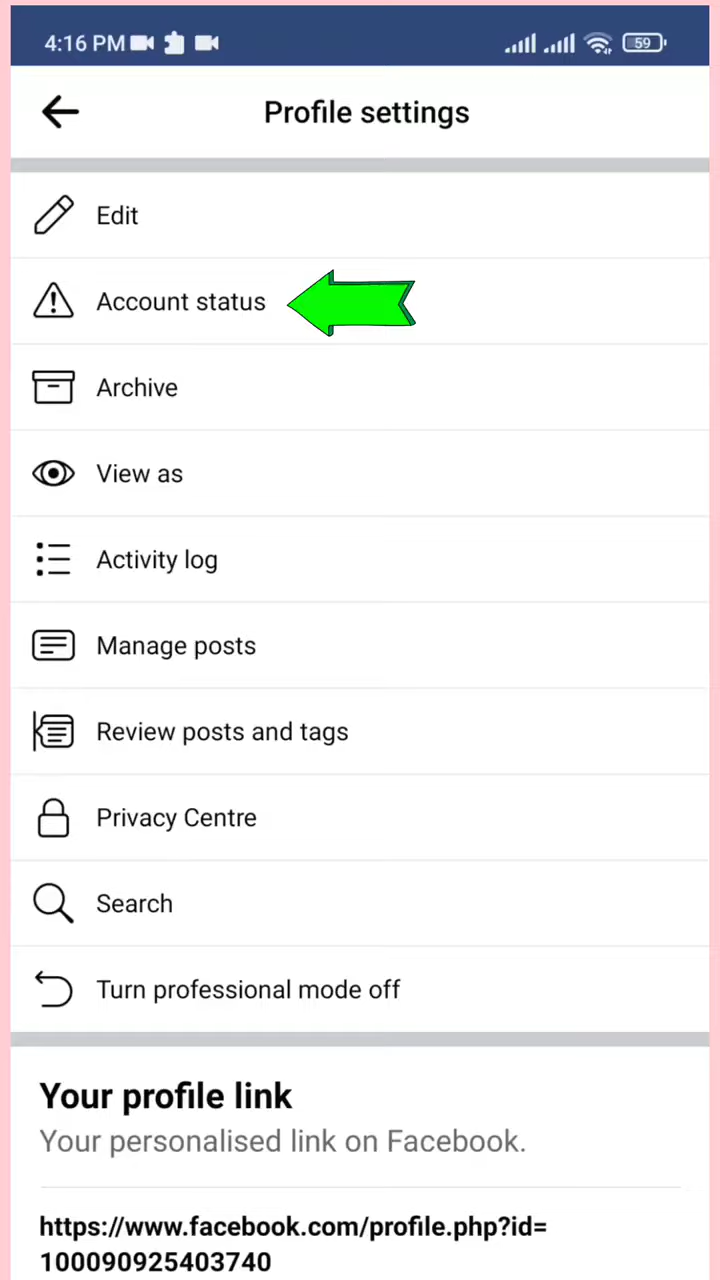 4:16 PM
59
Profile settings
Edit
Account status
Archive
View as
Activity log
Manage posts
Review posts and tags
Privacy Centre
Search
Turn professional mode off
Your profile link
Your personalised link on Facebook.
https://www.facebook.com/profile.php?id=
100090925403740